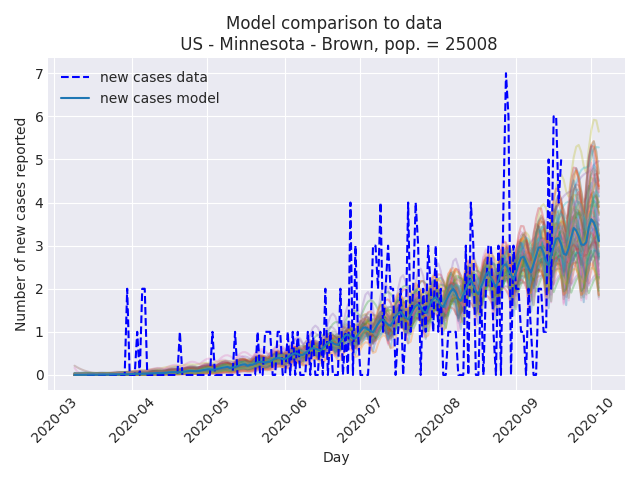 Model comparison to data
US - Minnesota - Brown, pop. = 25008
new cases data
new cases model
Number of new cases reported
7
6
5
4
3
2
1
0
2020-03
2020-04
2020-05
2020-06
2020-07
2020-08
2020-09
2020-10
Day